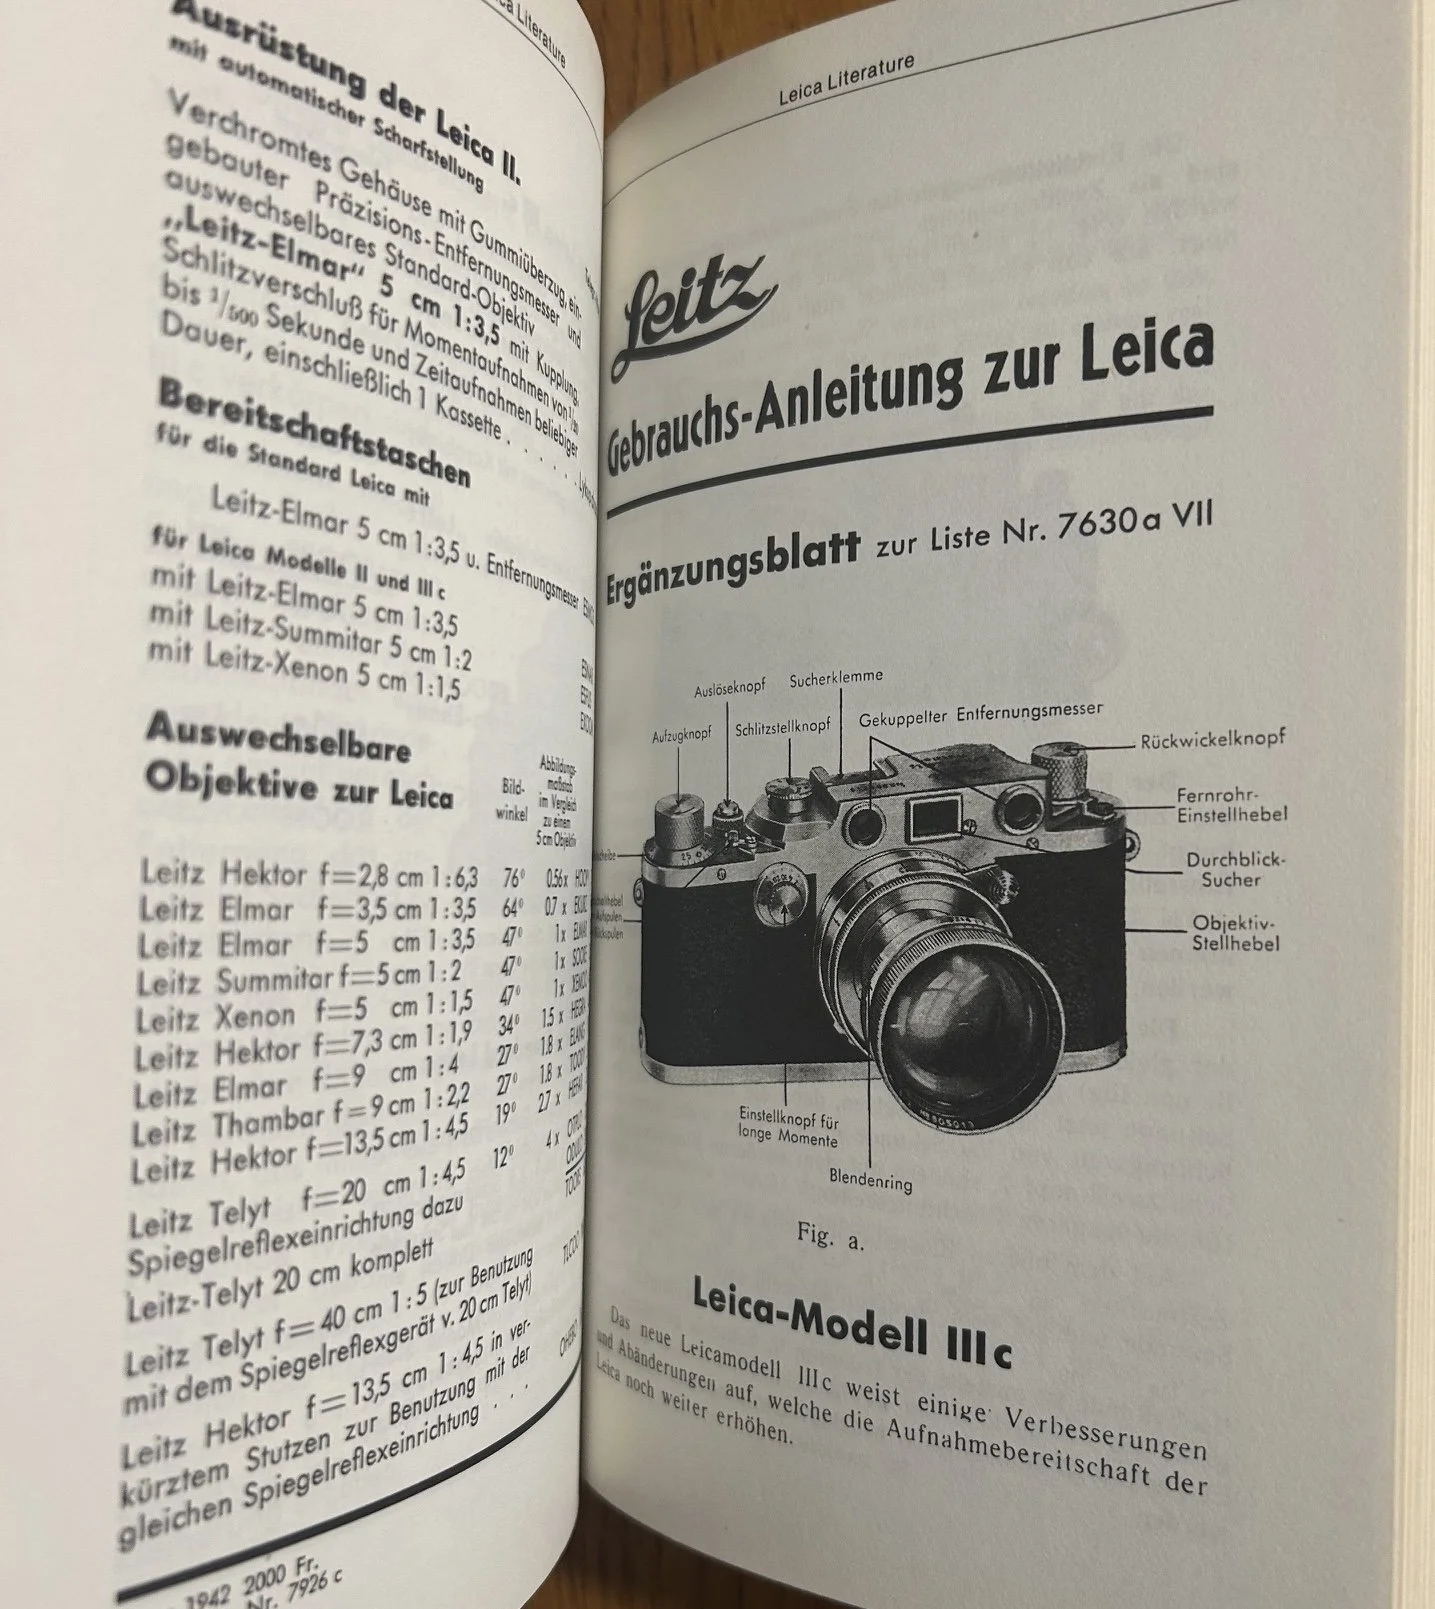 ca Literature
Ausrüstung der Leica II.
mit automatischer Scharfstellung
Verchromtes Gehäuse mit Gummiüberzug, ein-
gebauter Präzisions-Entfernungsmesser und
auswechselbares Standard-Objektiv
„Leitz-Elmar“ 5 cm 1:3,5 mit Kupplung,
Schlitzverschluß für Momentaufnahmen von 1/20
bis 1/500 Sekunde und Zeitaufnahmen beliebiger
Dauer, einschließlich 1 Kassette . . . . . .
Bereitschaftstaschen
für die Standard Leica mit
Leitz-Elmar 5 cm 1:3,5 u. Entfernungsmesser
für Leica Modelle II und III c
mit Leitz-Elmar 5 cm 1:3,5
mit Leitz-Summitar 5 cm 1:2
mit Leitz-Xenon 5 cm 1:1,5
Auswechselbare
Objektive zur Leica
Bild-
winkel
Abbildungs-
maßstab
im Vergleich
zu einem
5 cm Objektiv
Leitz Hektor f=2,8 cm 1:6,3 76° 0.56x
Leitz Elmar f=3,5 cm 1:3,5 64° 0.7 x
Leitz Elmar f=5 cm 1:3,5 47° 1x
Leitz Summitar f=5 cm 1:2 47° 1x
Leitz Xenon f=5 cm 1:1,5 47° 1x
Leitz Hektor f=7,3 cm 1:1,9 34° 1.5 x
Leitz Elmar f=9 cm 1:4 27° 1.8 x
Leitz Thambar f=9 cm 1:2,2 27° 1.8 x
Leitz Hektor f=13,5 cm 1:4,5 19° 2.7 x
Leitz Telyt f=20 cm 1:4,5 12° 4x
Spiegelreflexeinrichtung dazu
Leitz-Telyt 20 cm komplett
Leitz Telyt f=40 cm 1:5 (zur Benutzung
mit dem Spiegelreflexgerät v. 20 cm Telyt)
Leitz Hektor f=13,5 cm 1:4,5 in ver-
kürztem Stutzen zur Benutzung mit der
gleichen Spiegelreflexeinrichtung . . .
1942 2000 Fr.
Nr. 7926 c
Leica Literature
Leitz
Gebrauchs-Anleitung zur Leica
Ergänzungsblatt zur Liste Nr. 7630a VII
Auslöseknopf
Sucherklemme
Aufzugknopf
Schlitzstellknopf
Gekuppelter Entfernungsmesser
Rückwickelknopf
Fernrohr-
Einstellhebel
Durchblick-
Sucher
Objektiv-
Stellhebel
Einstellknopf für
lange Momente
Blendenring
Fig. a.
Leica-Modell IIIc
Das neue Leicamodell IIIc weist einige Verbesserungen
und Abänderungen auf, welche die Aufnahmebereitschaft der
Leica noch weiter erhöhen.